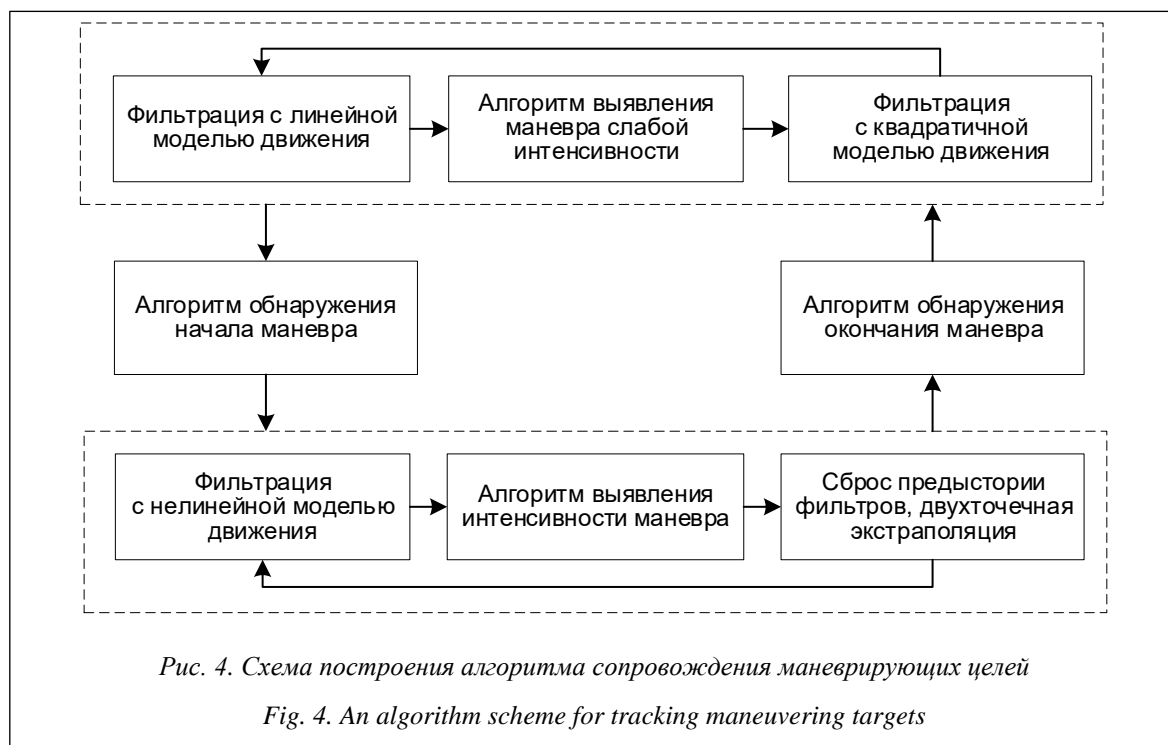 Фильтрация с линейной
моделью движения
Алгоритм выявления
маневра слабой
интенсивности
Фильтрация
с квадратичной
моделью движения
Алгоритм обнаружения
начала маневра
Алгоритм обнаружения
окончания маневра
Фильтрация
с нелинейной моделью
движения
Алгоритм выявления
интенсивности маневра
Сброс предыстории
фильтров, двухточечная
экстраполяция
Рис. 4. Схема построения алгоритма сопровождения маневрирующих целей
Fig. 4. An algorithm scheme for tracking maneuvering targets